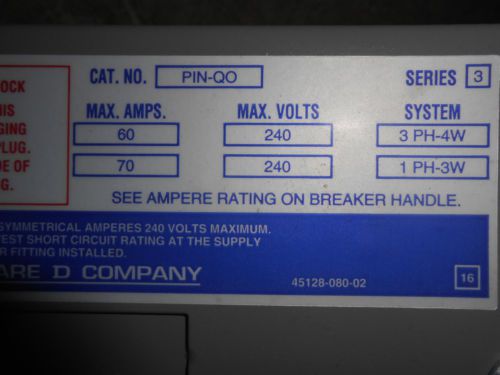 OCK
HIS
GING
PLUG.
DE OF
G.
CAT. NO. PIN-QO SERIES 3
MAX. AMPS. MAX. VOLTS SYSTEM
60 240 3 PH-4W
70 240 1 PH-3W
SEE AMPERE RATING ON BREAKER HANDLE.
SYMMETRICAL AMPERES 240 VOLTS MAXIMUM.
EST SHORT CIRCUIT RATING AT THE SUPPLY
R FITTING INSTALLED.
ARE D COMPANY
45128-080-02
16